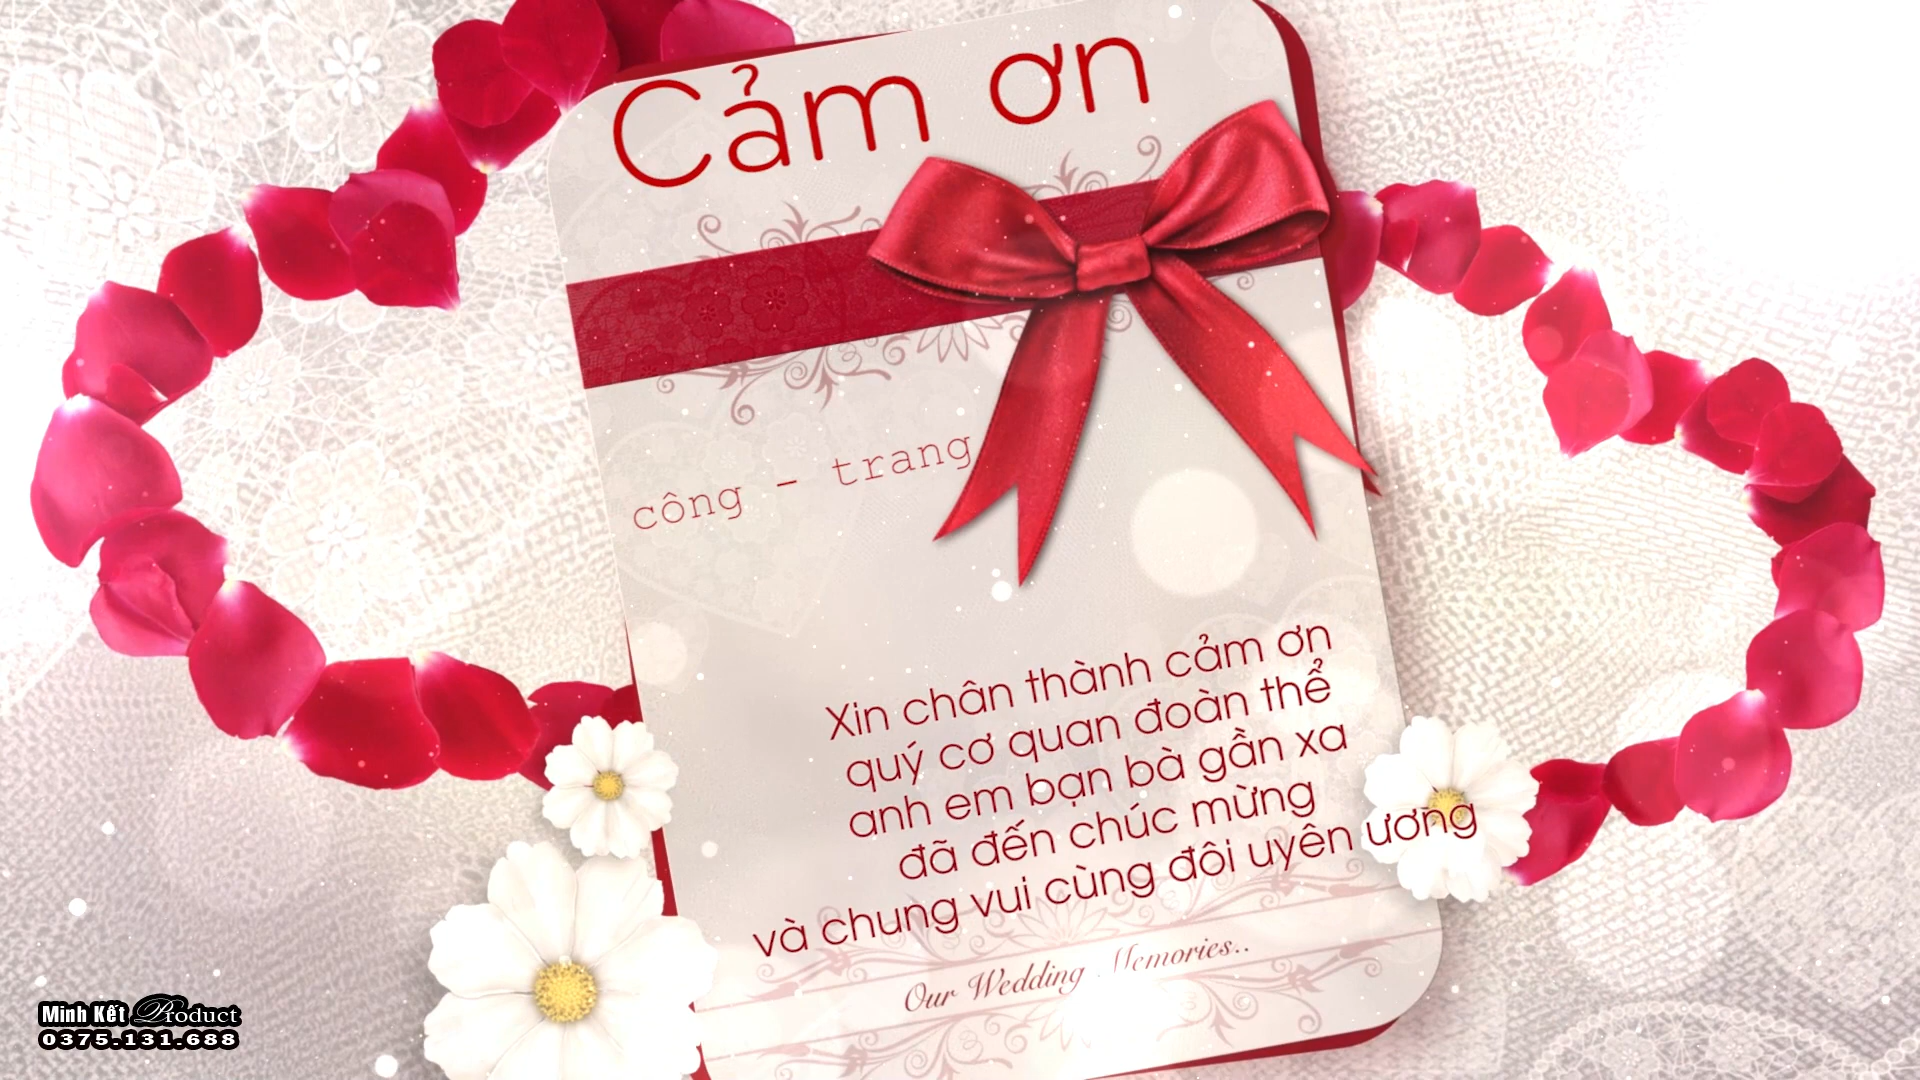 Cảm ơn
công - trang
Xin chân thành cảm ơn
quý cơ quan đoàn thể
anh em bạn bà gần xa
đã đến chúc mừng
và chung vui cùng đôi uyên ương
Our Wedding Memories..
Minh Kết Product
0375.131.688